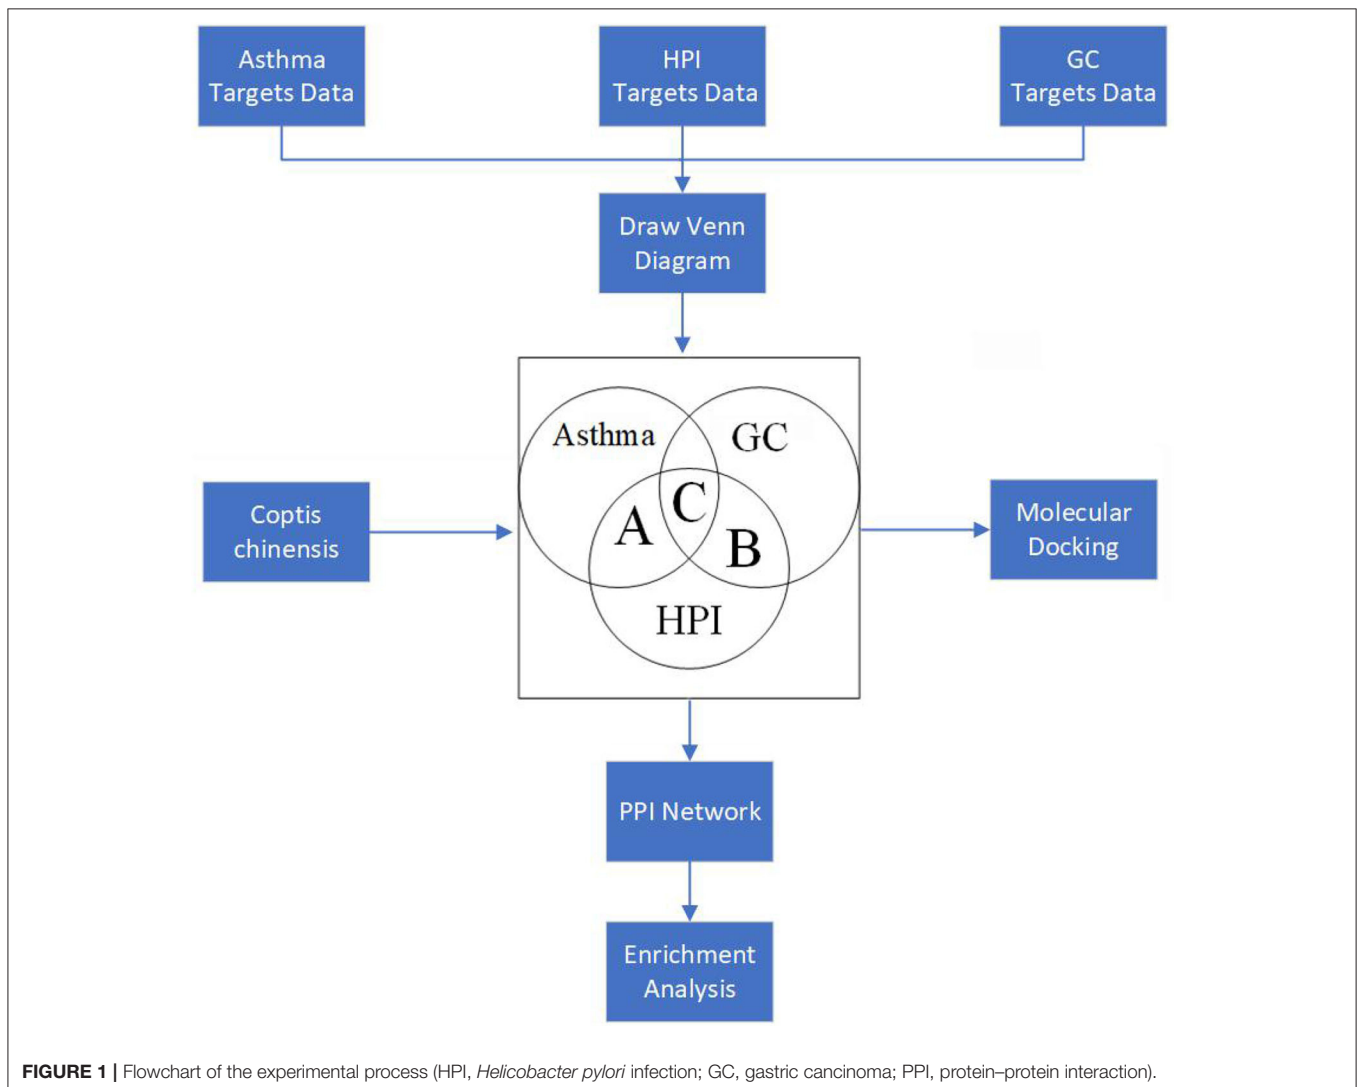 Asthma
Targets Data
HPI
Targets Data
GC
Targets Data
Draw Venn
Diagram
Asthma
GC
C
A
B
HPI
Coptis
chinensis
Molecular
Docking
PPI Network
Enrichment
Analysis
FIGURE 1 | Flowchart of the experimental process (HPI, Helicobacter pylori infection; GC, gastric cancinoma; PPI, protein–protein interaction).